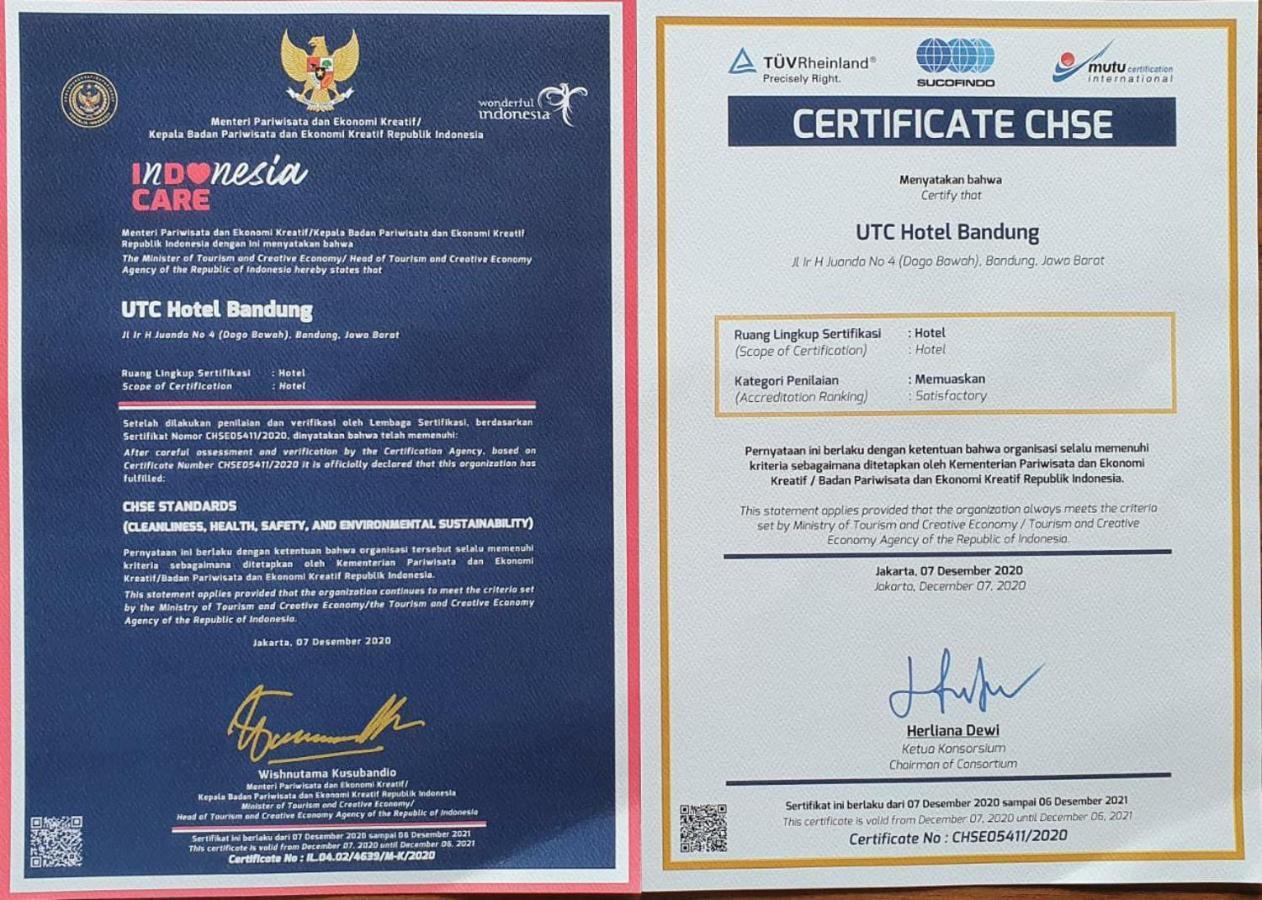 wonderful
indonesia
Menteri Pariwisata dan Ekonomi Kreatif/
Kepala Badan Pariwisata dan Ekonomi Kreatif Republik Indonesia
INDONesia
CARE
Menteri Pariwisata dan Ekonomi Kreatif/Kepala Badan Pariwisata dan Ekonomi Kreatif
Republik Indonesia dengan ini menyatakan bahwa
The Minister of Tourism and Creative Economy/ Head of Tourism and Creative Economy
Agency of the Republic of Indonesia hereby states that
UTC Hotel Bandung
Jl Ir H Juanda No 4 (Dago Bawah), Bandung, Jawa Barat
Ruang Lingkup Sertifikasi : Hotel
Scope of Certification : Hotel
Setelah dilakukan penilaian dan verifikasi oleh Lembaga Sertifikasi, berdasarkan
Sertifikat Nomor CHSE05411/2020, dinyatakan bahwa telah memenuhi:
After careful assessment and verification by the Certification Agency, based on
Certificate Number CHSE05411/2020 it is officially declared that this organization has
fulfilled:
CHSE STANDARDS
(CLEANLINESS, HEALTH, SAFETY, AND ENVIRONMENTAL SUSTAINABILITY)
Pernyataan ini berlaku dengan ketentuan bahwa organisasi tersebut selalu memenuhi
kriteria sebagaimana ditetapkan oleh Kementerian Pariwisata dan Ekonomi
Kreatif/Badan Pariwisata dan Ekonomi Kreatif Republik Indonesia.
This statement applies provided that the organization continues to meet the criteria set
by the Ministry of Tourism and Creative Economy/the Tourism and Creative Economy
Agency of the Republic of Indonesia.
Jakarta, 07 Desember 2020
Wishnutama Kusubandio
Menteri Pariwisata dan Ekonomi Kreatif/
Kepala Badan Pariwisata dan Ekonomi Kreatif Republik Indonesia
Minister of Tourism and Creative Economy/
Head of Tourism and Creative Economy Agency of the Republic of Indonesia
Sertifikat ini berlaku dari 07 Desember 2020 sampai 06 Desember 2021
This certificate is valid from December 07, 2020 until December 06, 2021
Certificate No : IL.04.02/4639/M-K/2020
TÜVRheinland®
Precisely Right.
SUCOFINDO
mutu certification
international
CERTIFICATE CHSE
Menyatakan bahwa
Certify that
UTC Hotel Bandung
Jl Ir H Juanda No 4 (Dago Bawah), Bandung, Jawa Barat
Ruang Lingkup Sertifikasi : Hotel
(Scope of Certification) : Hotel
Kategori Penilaian : Memuaskan
(Accreditation Ranking) : Satisfactory
Pernyataan ini berlaku dengan ketentuan bahwa organisasi selalu memenuhi
kriteria sebagaimana ditetapkan oleh Kementerian Pariwisata dan Ekonomi
Kreatif / Badan Pariwisata dan Ekonomi Kreatif Republik Indonesia.
This statement applies provided that the organization always meets the criteria
set by Ministry of Tourism and Creative Economy / Tourism and Creative
Economy Agency of the Republic of Indonesia.
Jakarta, 07 Desember 2020
Jakarta, December 07, 2020
Herliana Dewi
Ketua Konsorsium
Chairman of Consortium
Sertifikat ini berlaku dari 07 Desember 2020 sampai 06 Desember 2021
This certificate is valid from December 07, 2020 until December 06, 2021
Certificate No : CHSE05411/2020